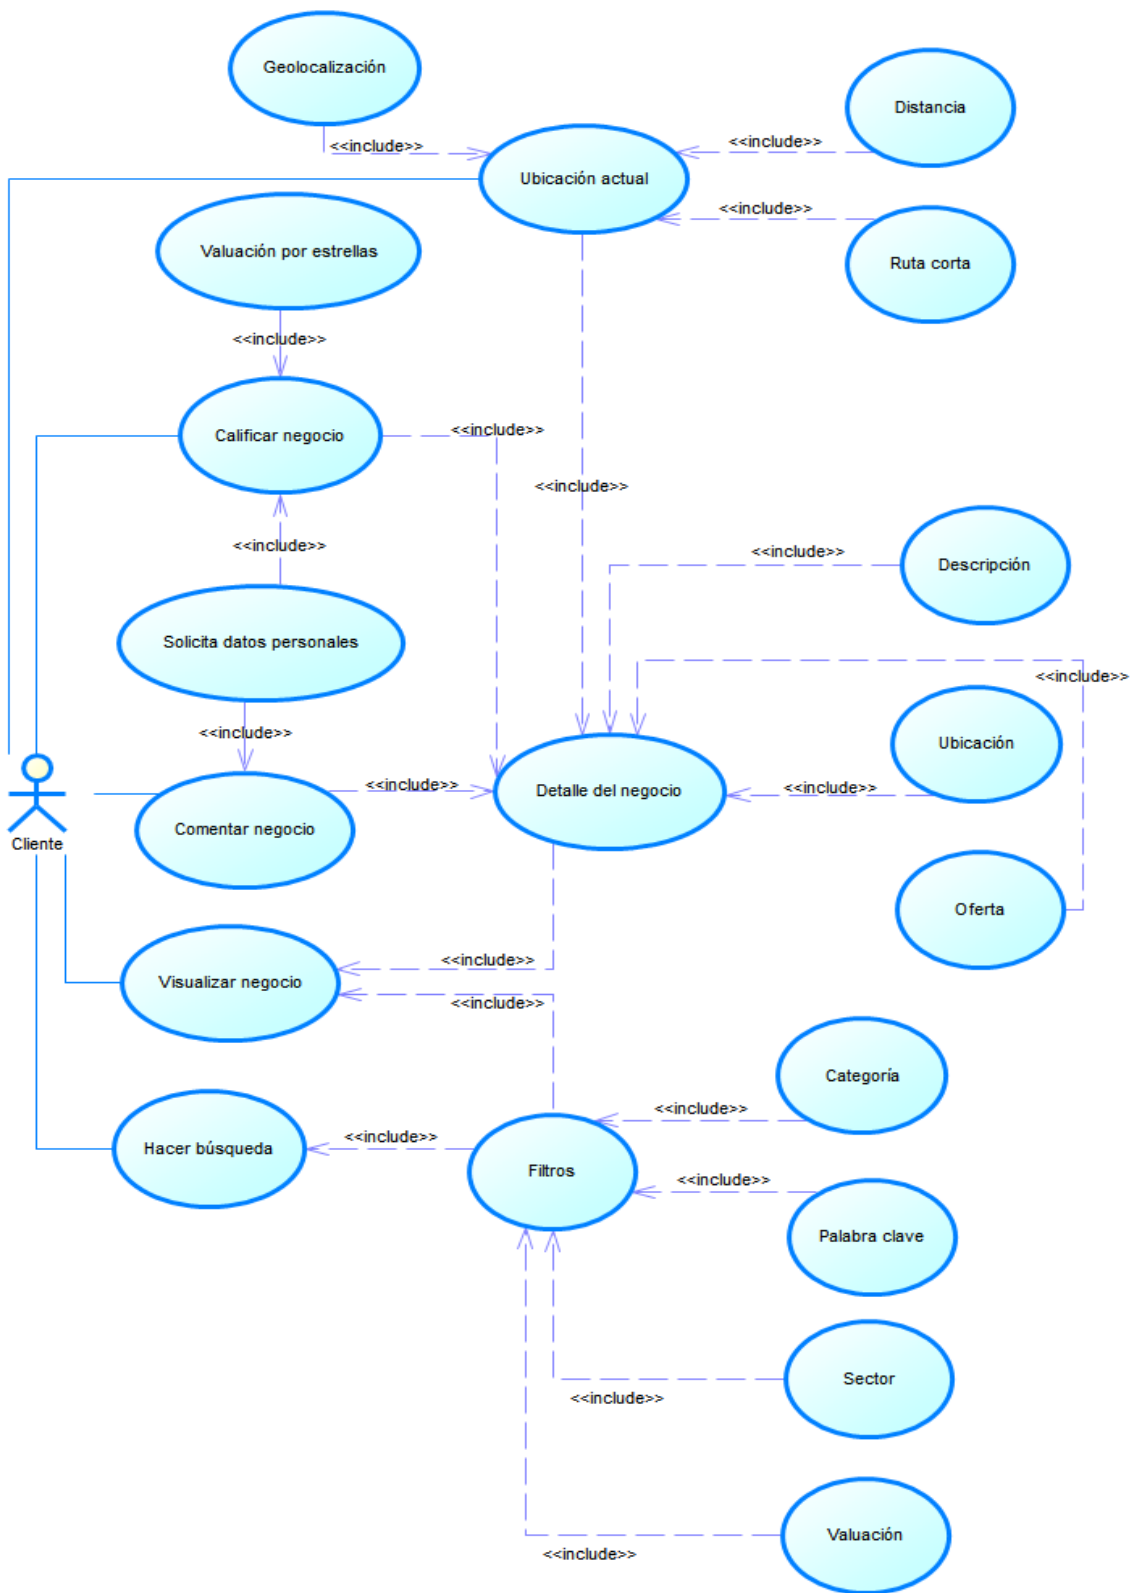 Geolocalización
Distancia
<<include>>
<<include>>
Ubicación actual
<<include>>
Valuación por estrellas
Ruta corta
<<include>>
<<include>>
Calificar negocio
<<include>>
<<include>>
<<include>>
Descripción
Solicita datos personales
<<include>>
<<include>>
Ubicación
<<include>>
<<include>>
Detalle del negocio
Comentar negocio
Cliente
Oferta
<<include>>
Visualizar negocio
<<include>>
Categoría
<<include>>
<<include>>
Hacer búsqueda
Filtros
<<include>>
Palabra clave
Sector
<<include>>
Valuación
<<include>>